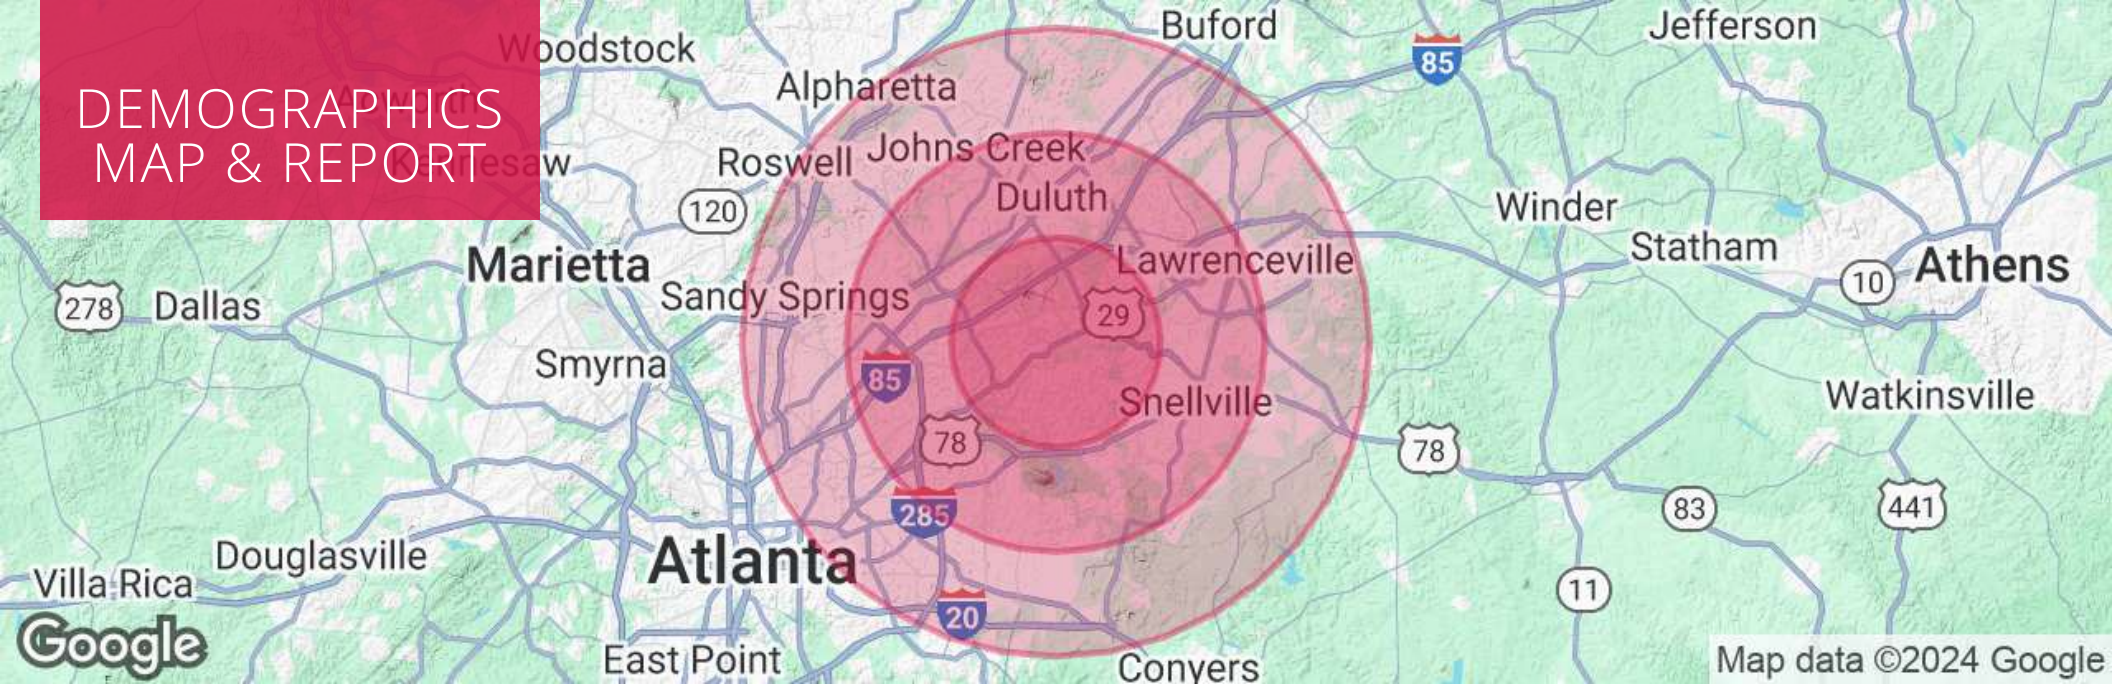 DEMOGRAPHICS
MAP & REPORT
Woodstock
Buford
Jefferson
85
Alpharetta
Acworth
Kennesaw
Roswell
Johns Creek
Duluth
120
Winder
Statham
Marietta
Lawrenceville
10
Athens
278
Dallas
Sandy Springs
29
Smyrna
85
Snellville
Watkinsville
78
78
285
83
441
Atlanta
Douglasville
Villa Rica
20
11
Google
East Point
Conyers
Map data ©2024 Google